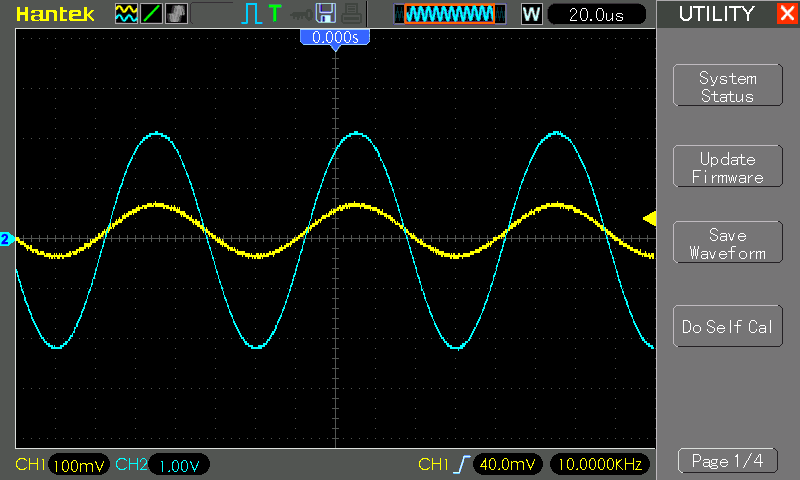 Hantek
T
W
20.0us
UTILITY
X
0.000s
System
Status
Update
Firmware
Save
Waveform
Do Self Cal
2
CH1 100mV CH2 1.00V CH1 40.0mV 10.0000KHz
Page 1/4